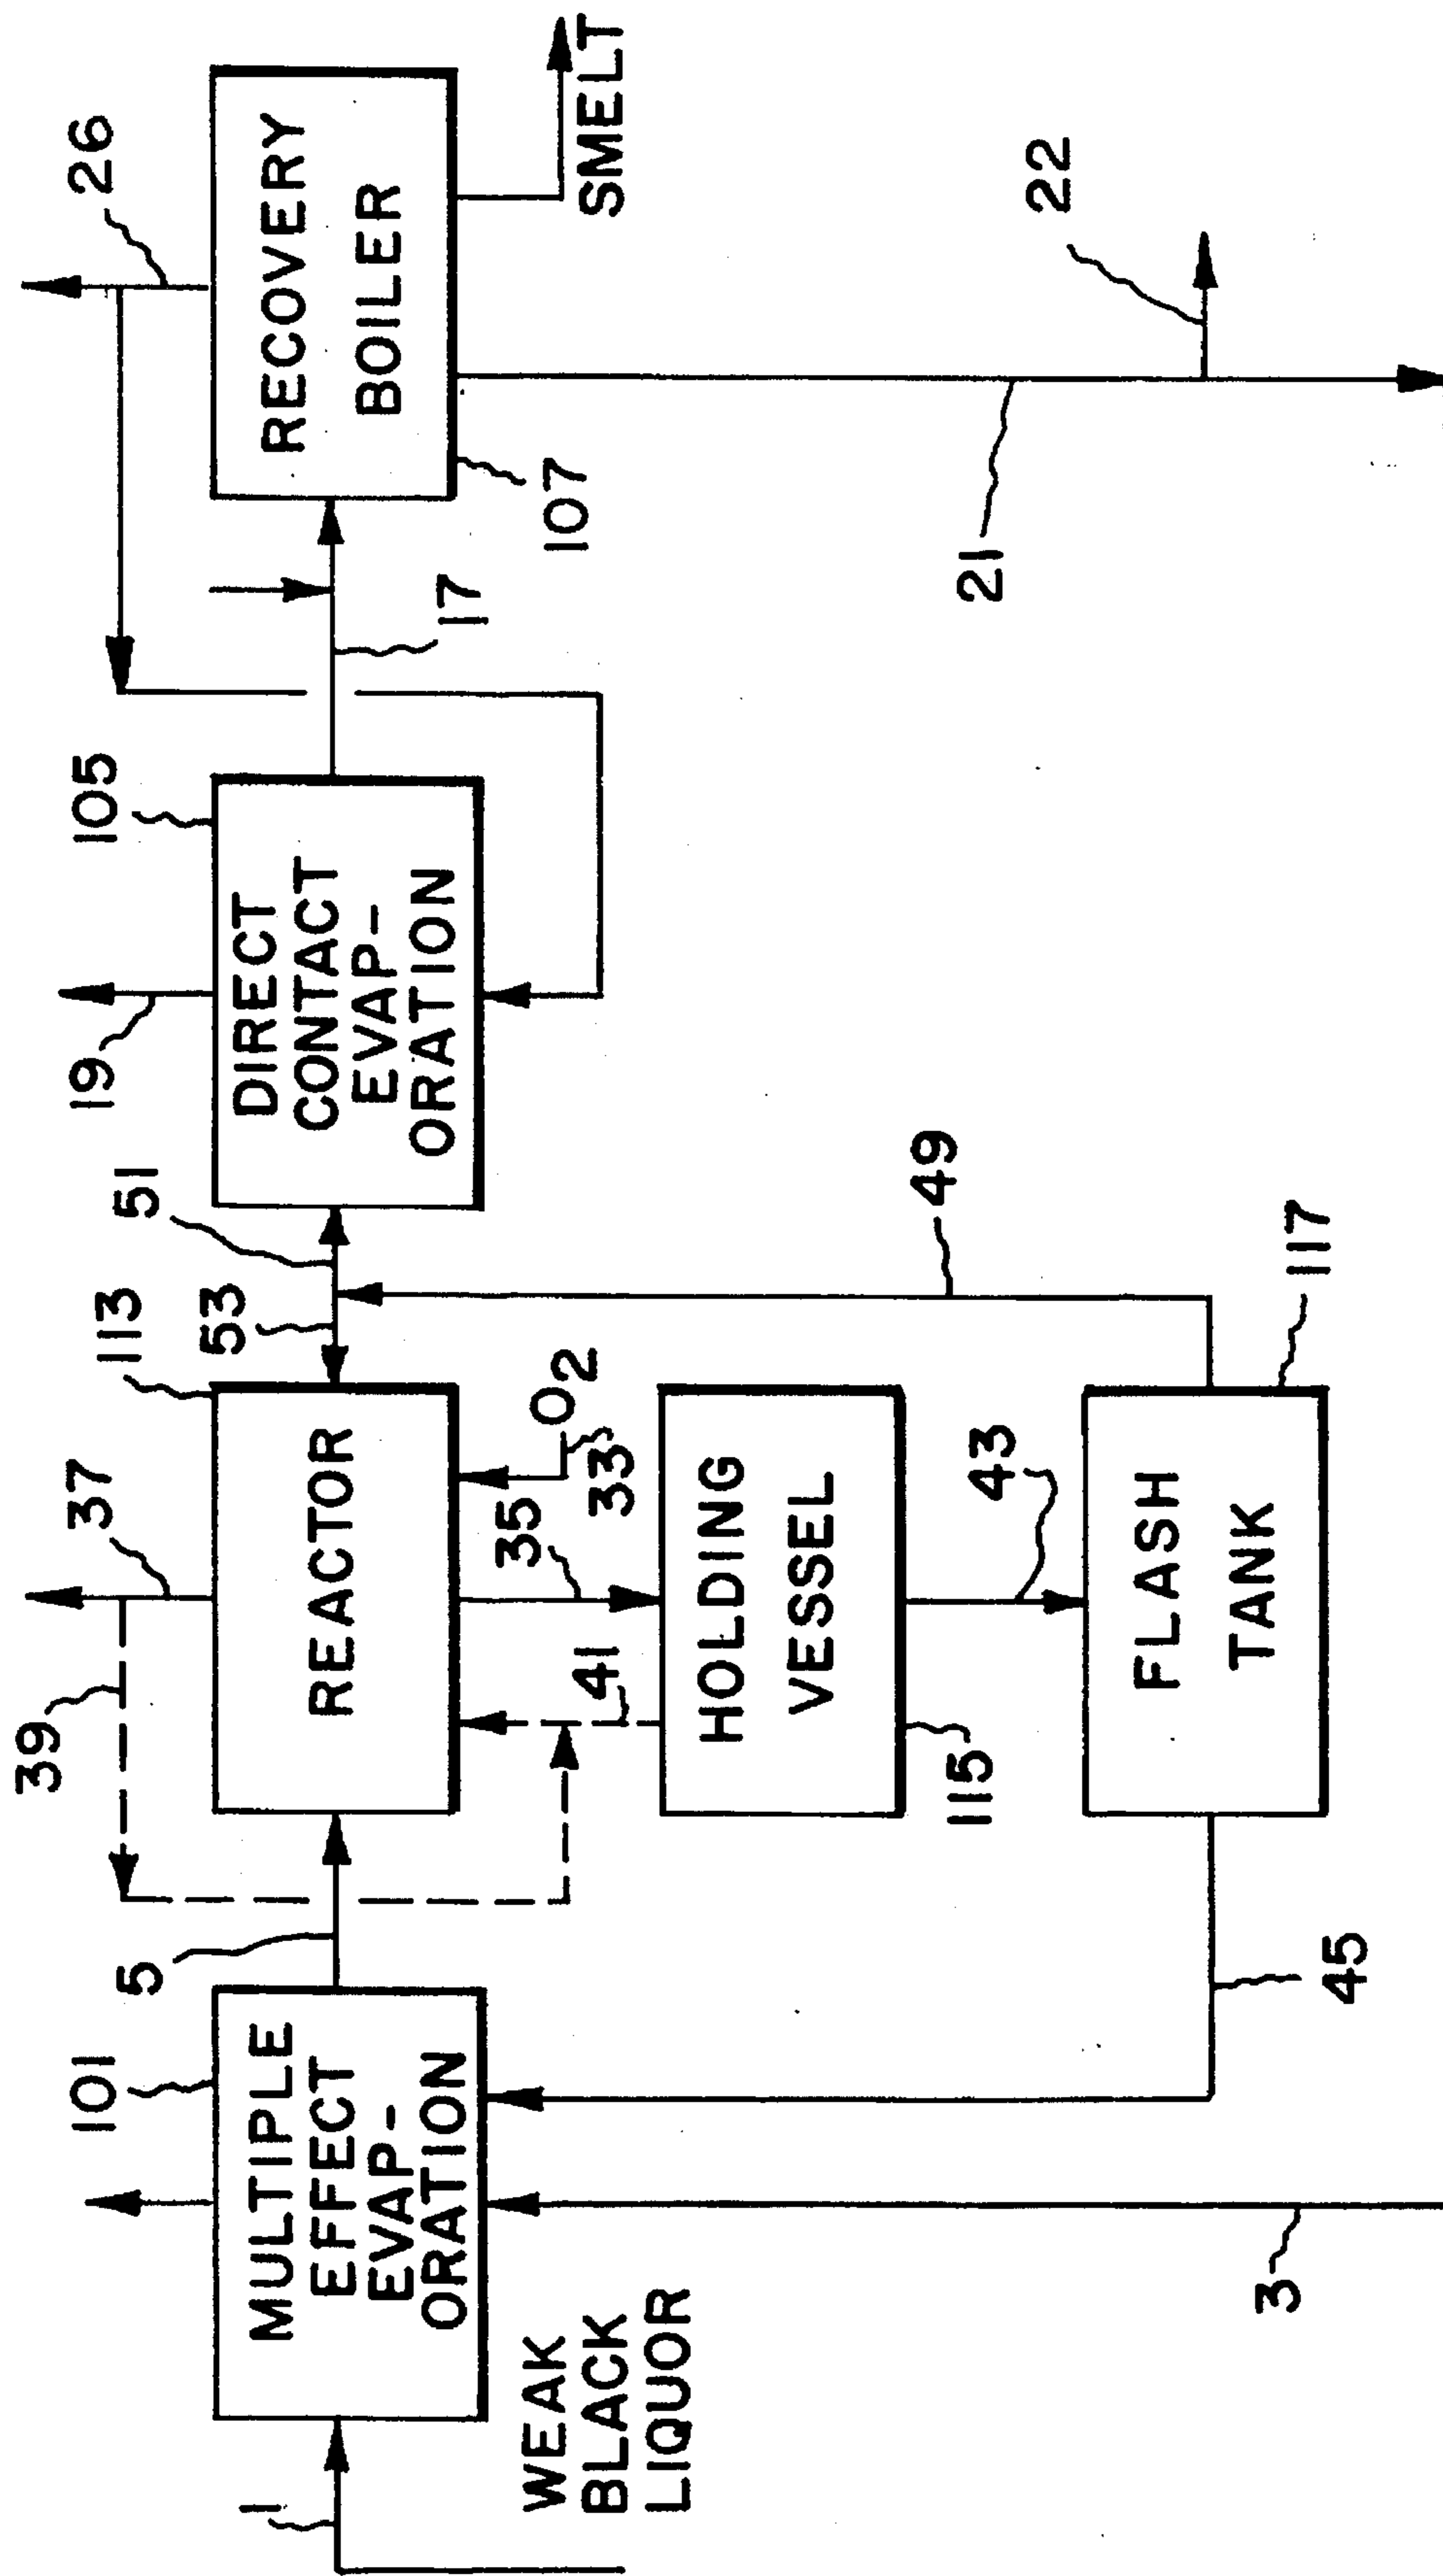 1
WEAK
BLACK
LIQUOR
101
MULTIPLE
EFFECT
EVAP-
ORATION
3
5
39
37
113
REACTOR
53
51
O2
33
35
41
HOLDING
VESSEL
115
43
FLASH
TANK
117
45
49
19
105
DIRECT
CONTACT
EVAP-
ORATION
17
26
RECOVERY
BOILER
107
SMELT
21
22